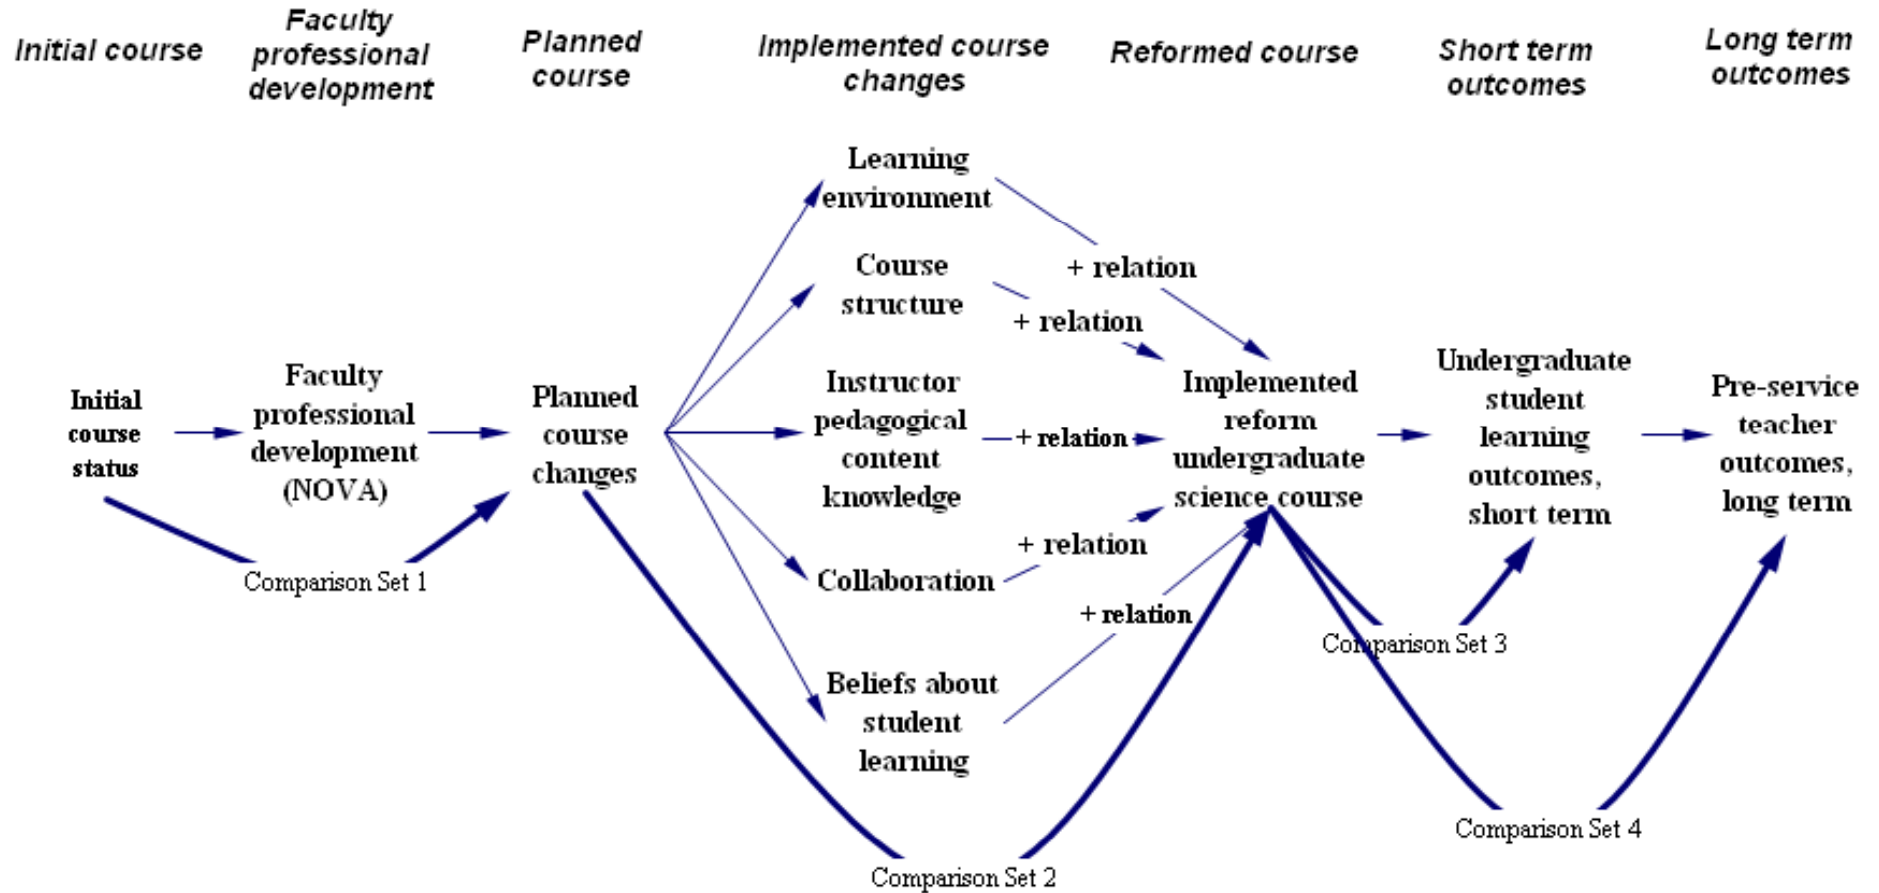 Initial course
Faculty
professional
development
Planned
course
Implemented course
changes
Reformed course
Short term
outcomes
Long term
outcomes
Initial
course
status
Faculty
professional
development
(NOVA)
Planned
course
changes
Learning
environment
Course
structure
Instructor
pedagogical
content
knowledge
Collaboration
Beliefs about
student
learning
+ relation
+ relation
+ relation
+ relation
+ relation
Implemented
reform
undergraduate
science course
Undergraduate
student
learning
outcomes,
short term
Pre-service
teacher
outcomes,
long term
Comparison Set 1
Comparison Set 2
Comparison Set 3
Comparison Set 4